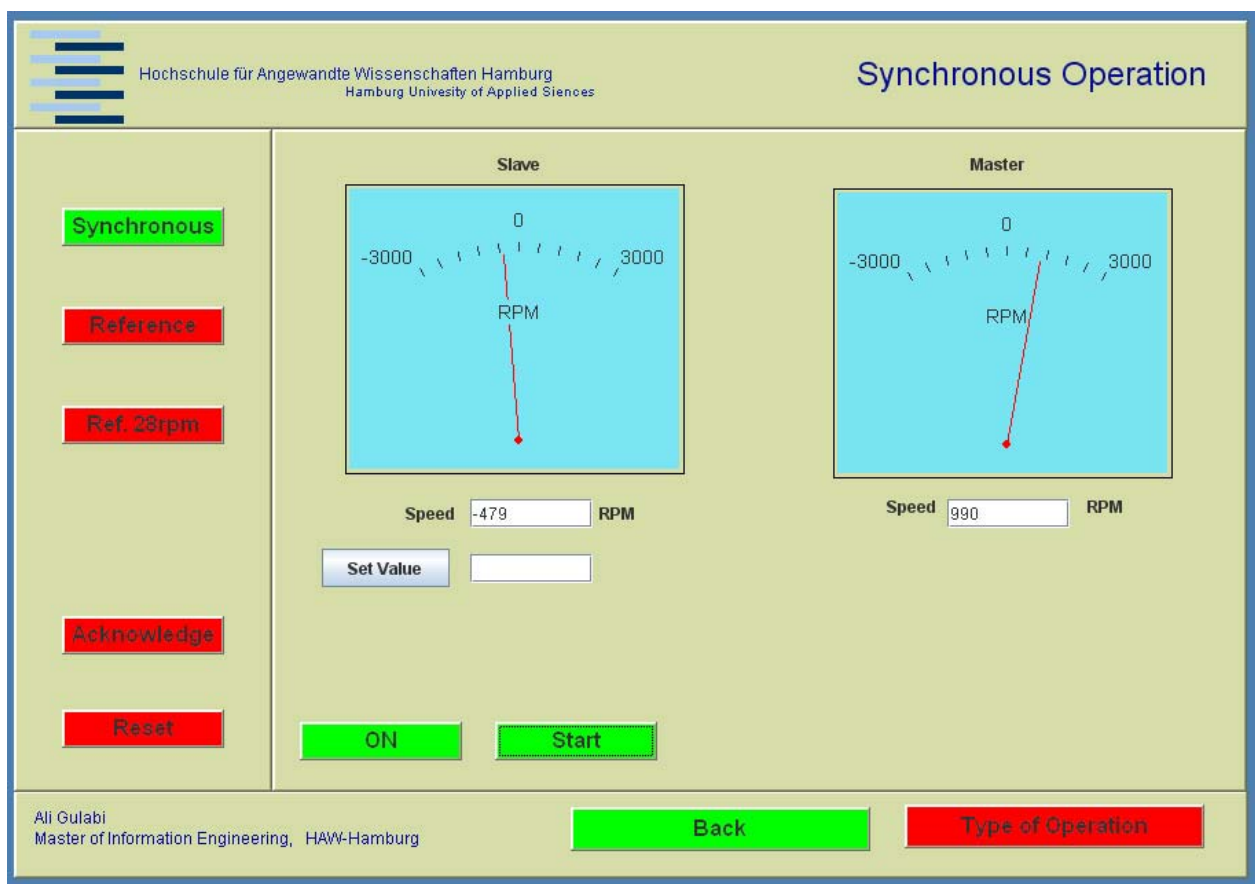 Hochschule für Angewandte Wissenschaften Hamburg
Hamburg Univesity of Applied Siences
Synchronous Operation
Synchronous
Reference
Ref. 28rpm
Acknowledge
Reset
Slave
0
-3000
3000
RPM
Speed
-479
RPM
Set Value
Master
0
-3000
3000
RPM
Speed
990
RPM
ON
Start
Ali Gulabi
Master of Information Engineering, HAW-Hamburg
Back
Type of Operation